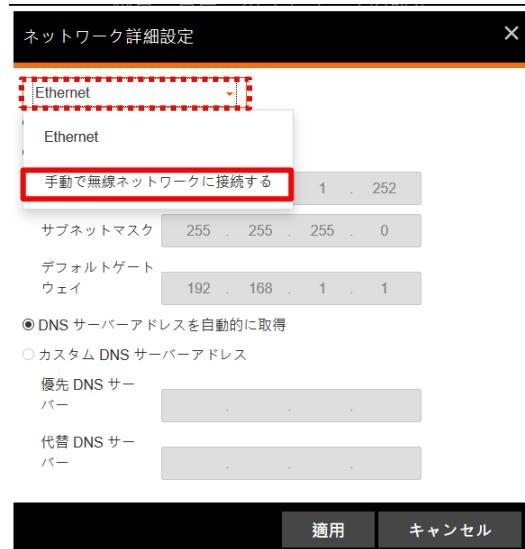 ネットワーク詳細設定
Ethernet
Ethernet
手動で無線ネットワークに接続する
1 . 252
サブネットマスク 255 . 255 . 255 . 0
デフォルトゲート
ウェイ 192 . 168 . 1 . 1
DNS サーバーアドレスを自動的に取得
カスタム DNS サーバーアドレス
優先 DNS サー
バー . . .
代替 DNS サー
バー . . .
適用 キャンセル